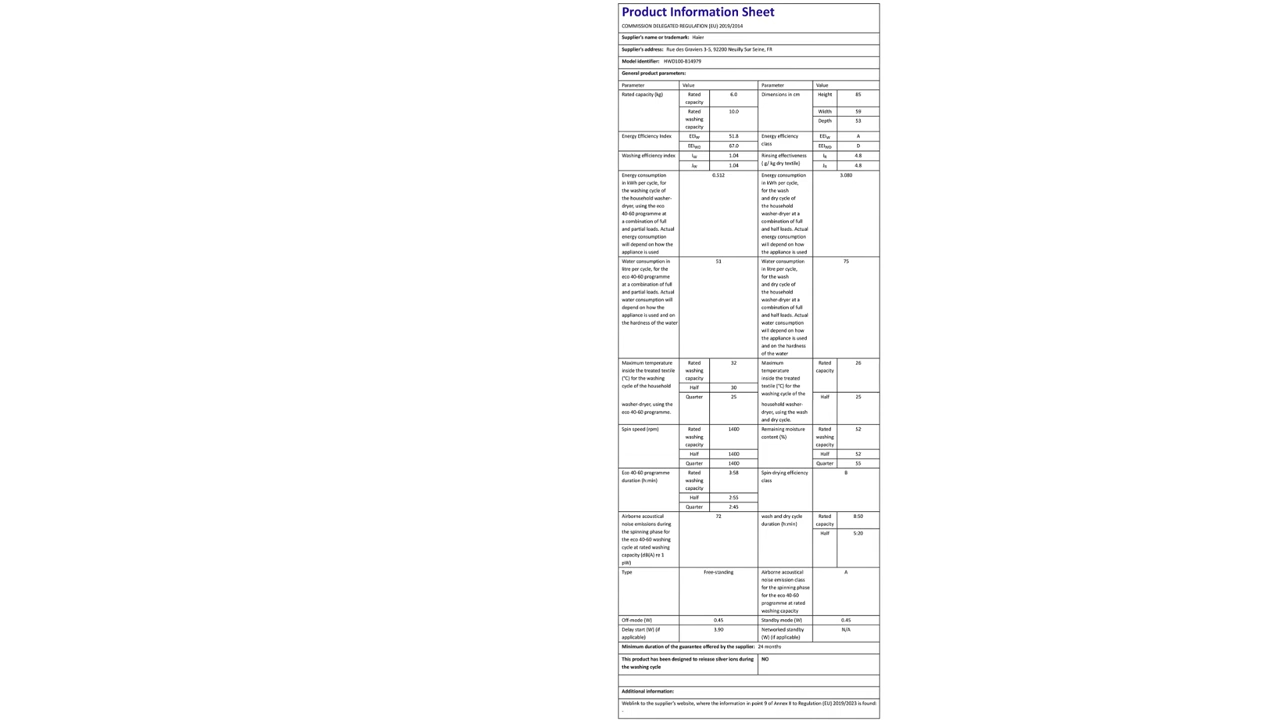 Product Information Sheet
COMMISSION DELEGATED REGULATION (EU) 2019/2014
Supplier's name or trademark: Haier
Supplier's address: Rue des Graviers 3-5, 92200 Neuilly Sur Seine, FR
Model identifier: HWD100-B14979
General product parameters:
Parameter Value Parameter Value
Rated capacity (kg) Rated capacity 6.0 Dimensions in cm Height 85
Rated washing capacity 10.0 Width 59
Depth 53
Energy Efficiency Index EEIW 51.8 Energy efficiency class EEIW A
EEIWD 67.0 EEIWD D
Washing efficiency index IW 1.04 Rinsing effectiveness (g/kg dry textile) IR 4.8
JW 1.04 JR 4.8
Energy consumption in kWh per cycle, for the washing cycle of the household washer-dryer, using the eco 40-60 programme at a combination of full and partial loads. Actual energy consumption will depend on how the appliance is used 0.312
Energy consumption in kWh per cycle, for the wash and dry cycle of the household washer-dryer at a combination of full and half loads. Actual energy consumption will depend on how the appliance is used 3.080
Water consumption in litre per cycle, for the eco 40-60 programme at a combination of full and partial loads. Actual water consumption will depend on how the appliance is used and on the hardness of the water 51
Water consumption in litre per cycle, for the wash and dry cycle of the household washer-dryer at a combination of full and half loads. Actual water consumption will depend on how the appliance is used and on the hardness of the water 75
Maximum temperature inside the treated textile (°C) for the washing cycle of the household washer-dryer, using the eco 40-60 programme. Rated washing capacity 32
Half 30
Quarter 25
Maximum temperature inside the treated textile (°C) for the washing cycle of the household washer-dryer, using the wash and dry cycle. Rated capacity 26
Half 25
Spin speed (rpm) Rated washing capacity 1400 Remaining moisture content (%) Rated washing capacity 52
Half 1400 Half 52
Quarter 1400 Quarter 55
Eco 40-60 programme duration (h:min) Rated washing capacity 3:58 Spin-drying efficiency class B
Half 2:55
Quarter 2:45
Airborne acoustical noise emissions during the spinning phase for the eco 40-60 washing cycle at rated washing capacity (dB(A) re 1 pW) 72 wash and dry cycle duration (h:min) Rated capacity 8:50
Half 5:20
Type Free-standing Airborne acoustical noise emission class for the spinning phase for the eco 40-60 programme at rated washing capacity A
Off-mode (W) 0.45 Standby mode (W) 0.45
Delay start (W) (if applicable) 3.90 Networked standby (W) (if applicable) N/A
Minimum duration of the guarantee offered by the supplier: 24 months
This product has been designed to release silver ions during the washing cycle NO
Additional information:
Weblink to the supplier's website, where the information in point 9 of Annex II to Regulation (EU) 2019/2023 is found:
-